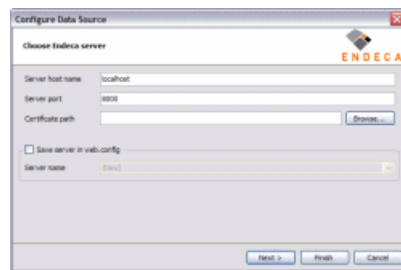 Configure Data Source
Choose Endeca server
ENDECA
Server host name localhost
Server port 8000
Certificate path Browse...
Save server in web.config
Server name (New)
Next > Finish Cancel